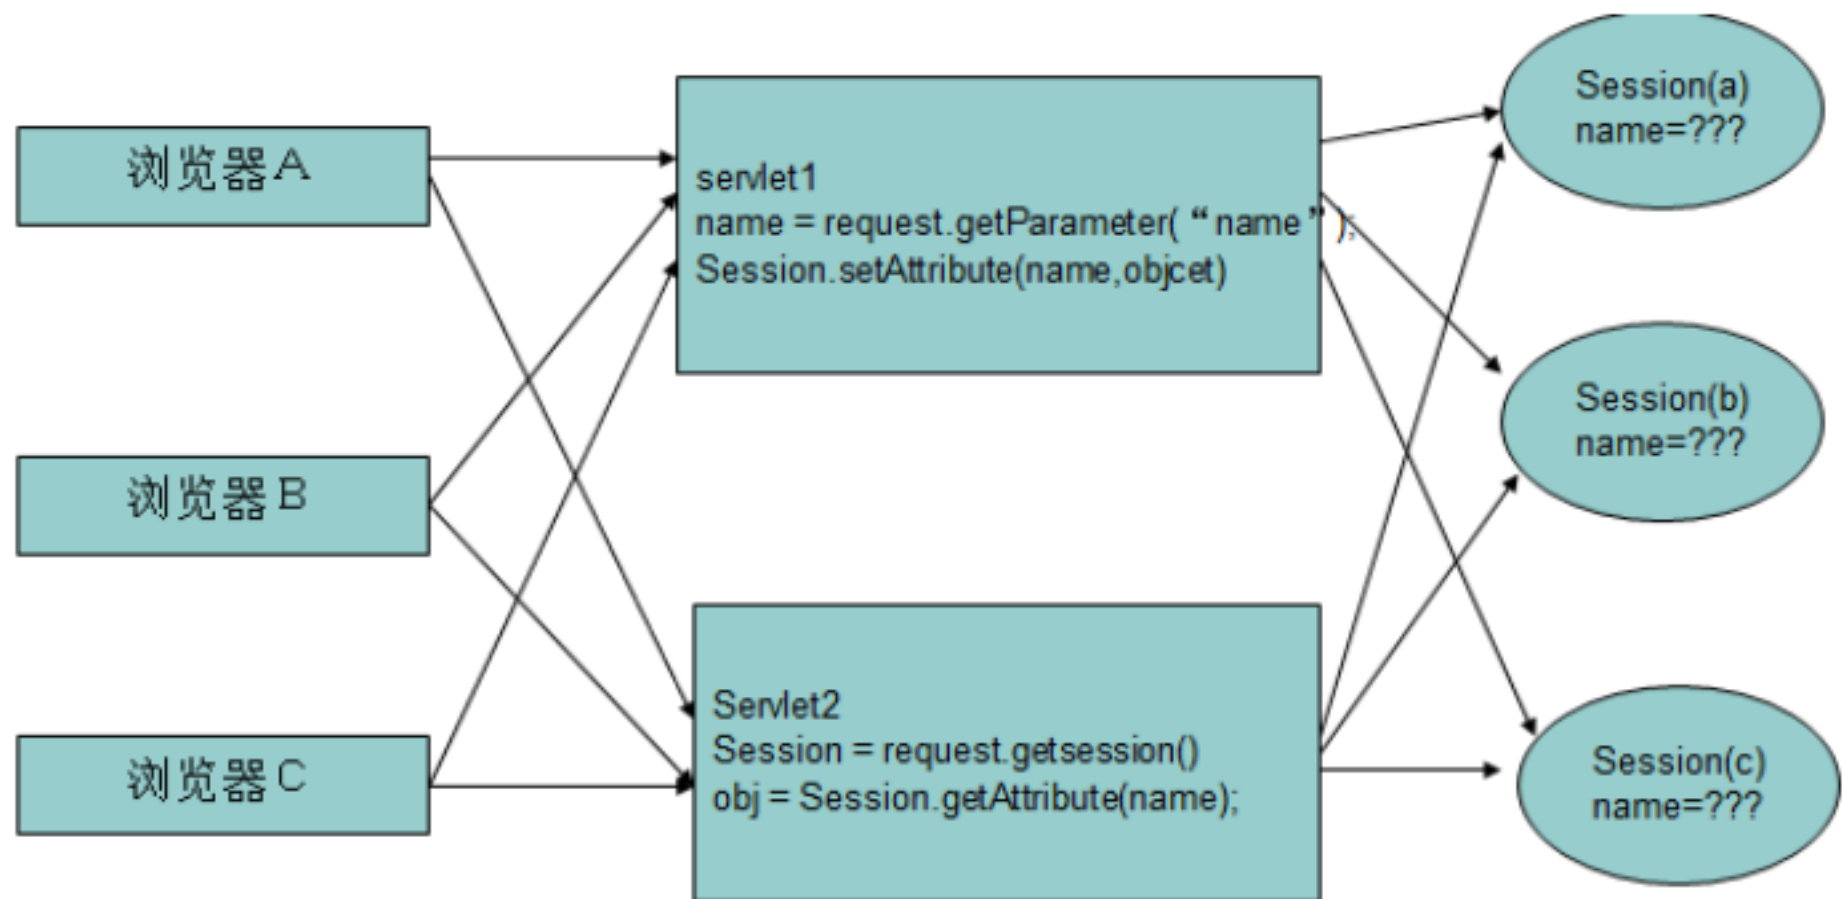 浏览器A
浏览器B
浏览器C
servlet1
name = request.getParameter( “ name ” );
Session.setAttribute(name,objcet)
Servlet2
Session = request.getsession()
obj = Session.getAttribute(name);
Session(a)
name=???
Session(b)
name=???
Session(c)
name=???